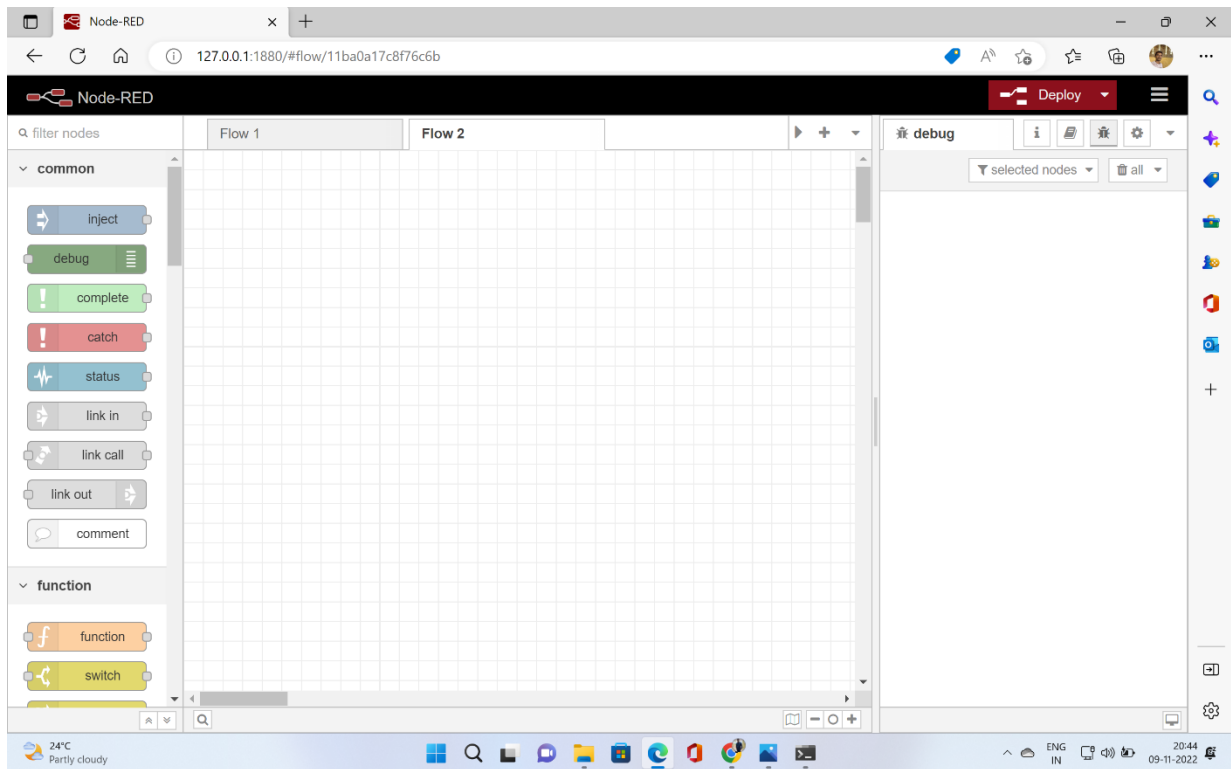 Node-RED
127.0.0.1:1880/#flow/11ba0a17c8f76c6b
Node-RED
Deploy
filter nodes
Flow 1
Flow 2
debug
common
selected nodes
all
inject
debug
complete
catch
status
link in
link call
link out
comment
function
function
switch
24°C
Partly cloudy
ENG
IN
20:44
09-11-2022